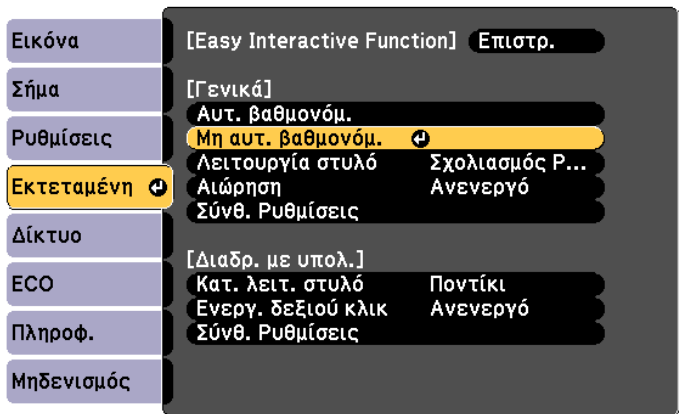 Εικόνα
Σήμα
Ρυθμίσεις
Εκτεταμένη
Δίκτυο
ECO
Πληροφ.
Μηδενισμός
[Easy Interactive Function] Επιστρ.
[Γενικά]
Αυτ. βαθμονόμ.
Μη αυτ. βαθμονόμ.
Λειτουργία στυλό Σχολιασμός Ρ...
Αιώρηση Ανενεργό
Σύνθ. Ρυθμίσεις
[Διαδρ. με υπολ.]
Κατ. λειτ. στυλό Ποντίκι
Ενεργ. δεξιού κλικ Ανενεργό
Σύνθ. Ρυθμίσεις